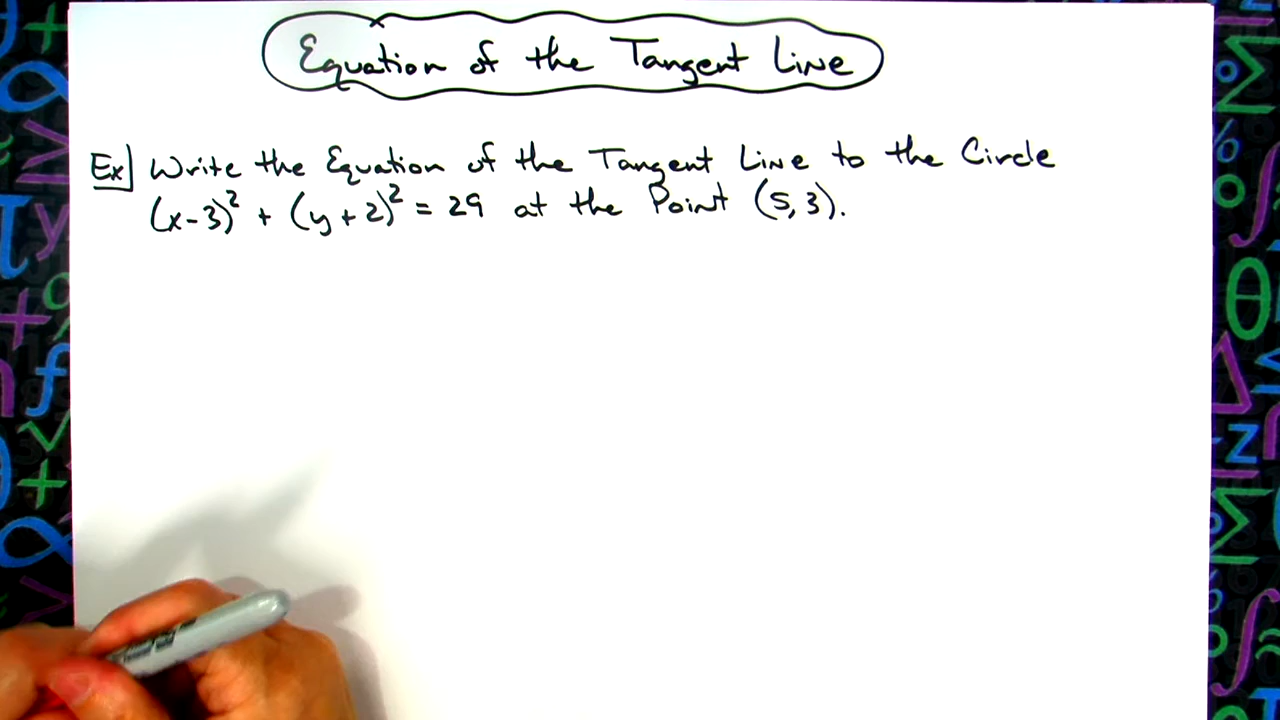 Equation of the Tangent Line
Ex Write the Equation of the Tangent Line to the Circle
(x-3)² + (y+2)² = 29 at the Point (5,3).